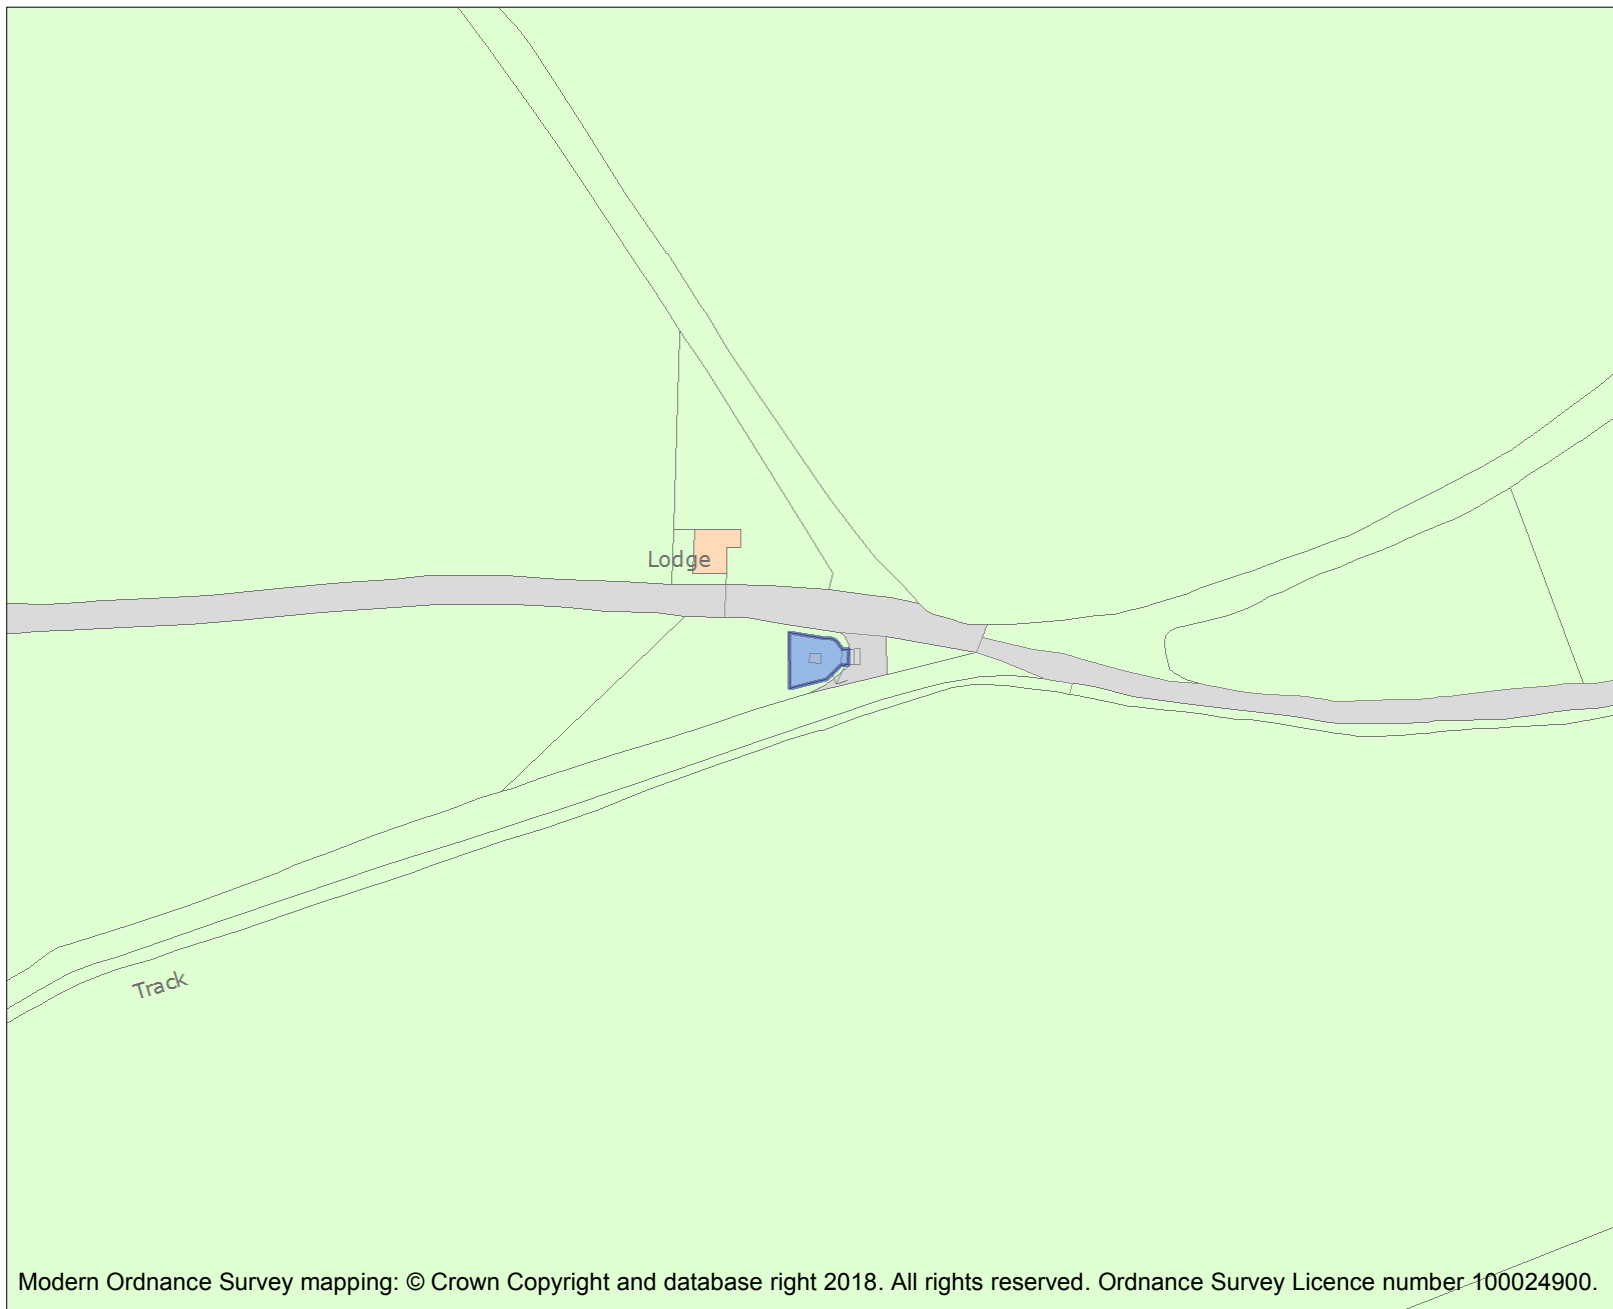 Lodge
Track
Modern Ordnance Survey mapping: © Crown Copyright and database right 2018. All rights reserved. Ordnance Survey Licence number 100024900.